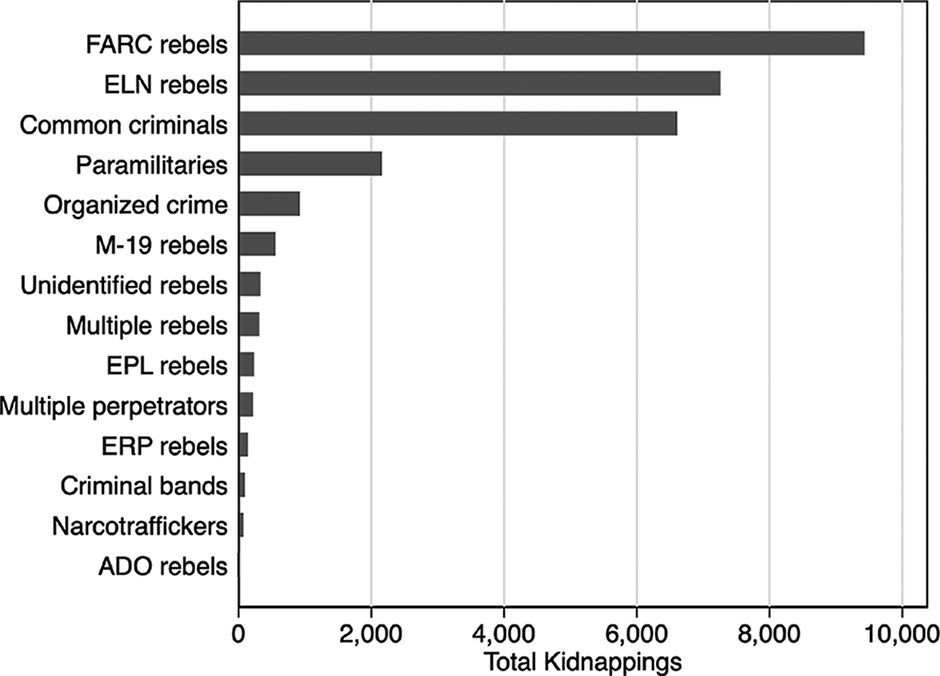 FARC rebels
ELN rebels
Common criminals
Paramilitaries
Organized crime
M-19 rebels
Unidentified rebels
Multiple rebels
EPL rebels
Multiple perpetrators
ERP rebels
Criminal bands
Narcotraffickers
ADO rebels
0 2,000 4,000 6,000 8,000 10,000
Total Kidnappings